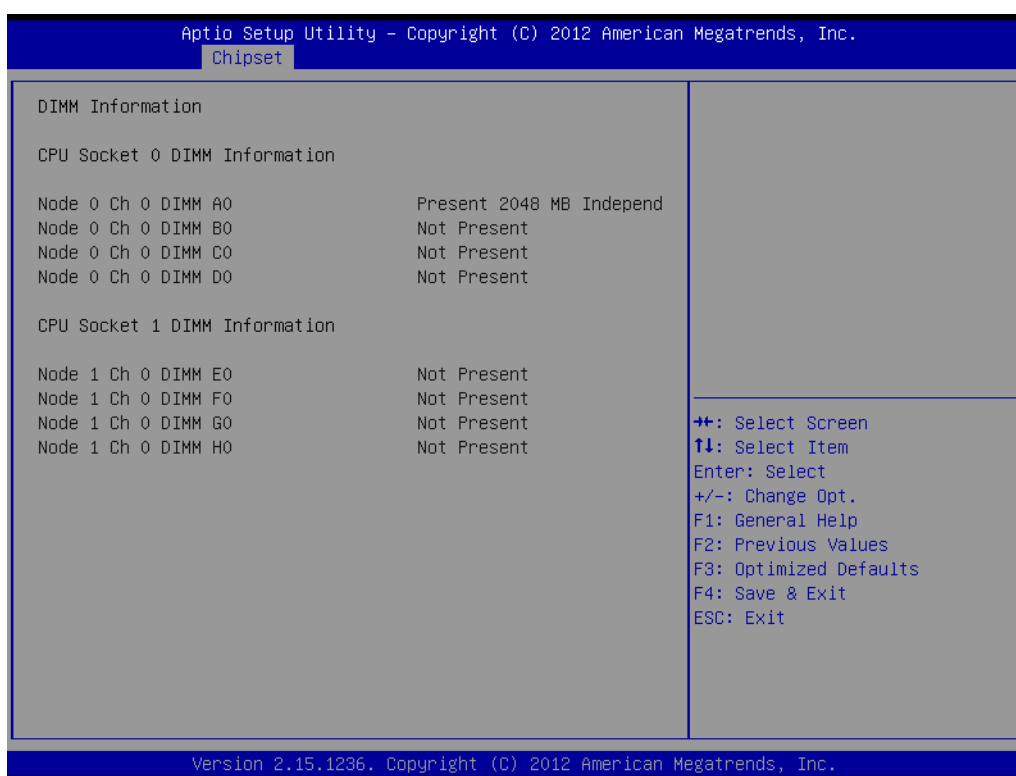 Aptio Setup Utility – Copyright (C) 2012 American Megatrends, Inc.
Chipset
DIMM Information
CPU Socket 0 DIMM Information
Node 0 Ch 0 DIMM A0 Present 2048 MB Independ
Node 0 Ch 0 DIMM B0 Not Present
Node 0 Ch 0 DIMM C0 Not Present
Node 0 Ch 0 DIMM D0 Not Present
CPU Socket 1 DIMM Information
Node 1 Ch 0 DIMM E0 Not Present
Node 1 Ch 0 DIMM F0 Not Present
Node 1 Ch 0 DIMM G0 Not Present
Node 1 Ch 0 DIMM H0 Not Present
→←: Select Screen
↑↓: Select Item
Enter: Select
+/-: Change Opt.
F1: General Help
F2: Previous Values
F3: Optimized Defaults
F4: Save & Exit
ESC: Exit
Version 2.15.1236. Copyright (C) 2012 American Megatrends, Inc.